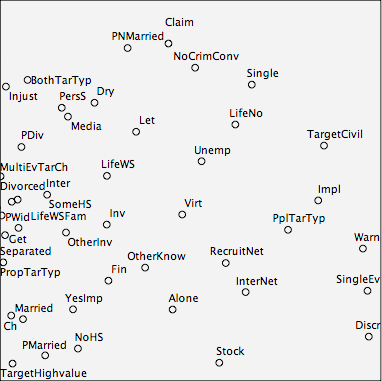 Claim
PNMarried
NoCrimConv
Single
BothTarTyp
PersS
Dry
Injust
Media
Let
LifeNo
PDiv
TargetCivil
Unemp
MultiEvTarCh
LifeWS
Divorced
Inter
SomeHS
Impl
PWid
LifeWSFam
Inv
Virt
PplTarTyp
Get
OtherInv
Warn
Separated
OtherKnow
RecruitNet
PropTarTyp
Fin
InterNet
SingleEv
Married
YesImp
Alone
Ch
Discr
PMarried
NoHS
Stock
TargetHighvalue